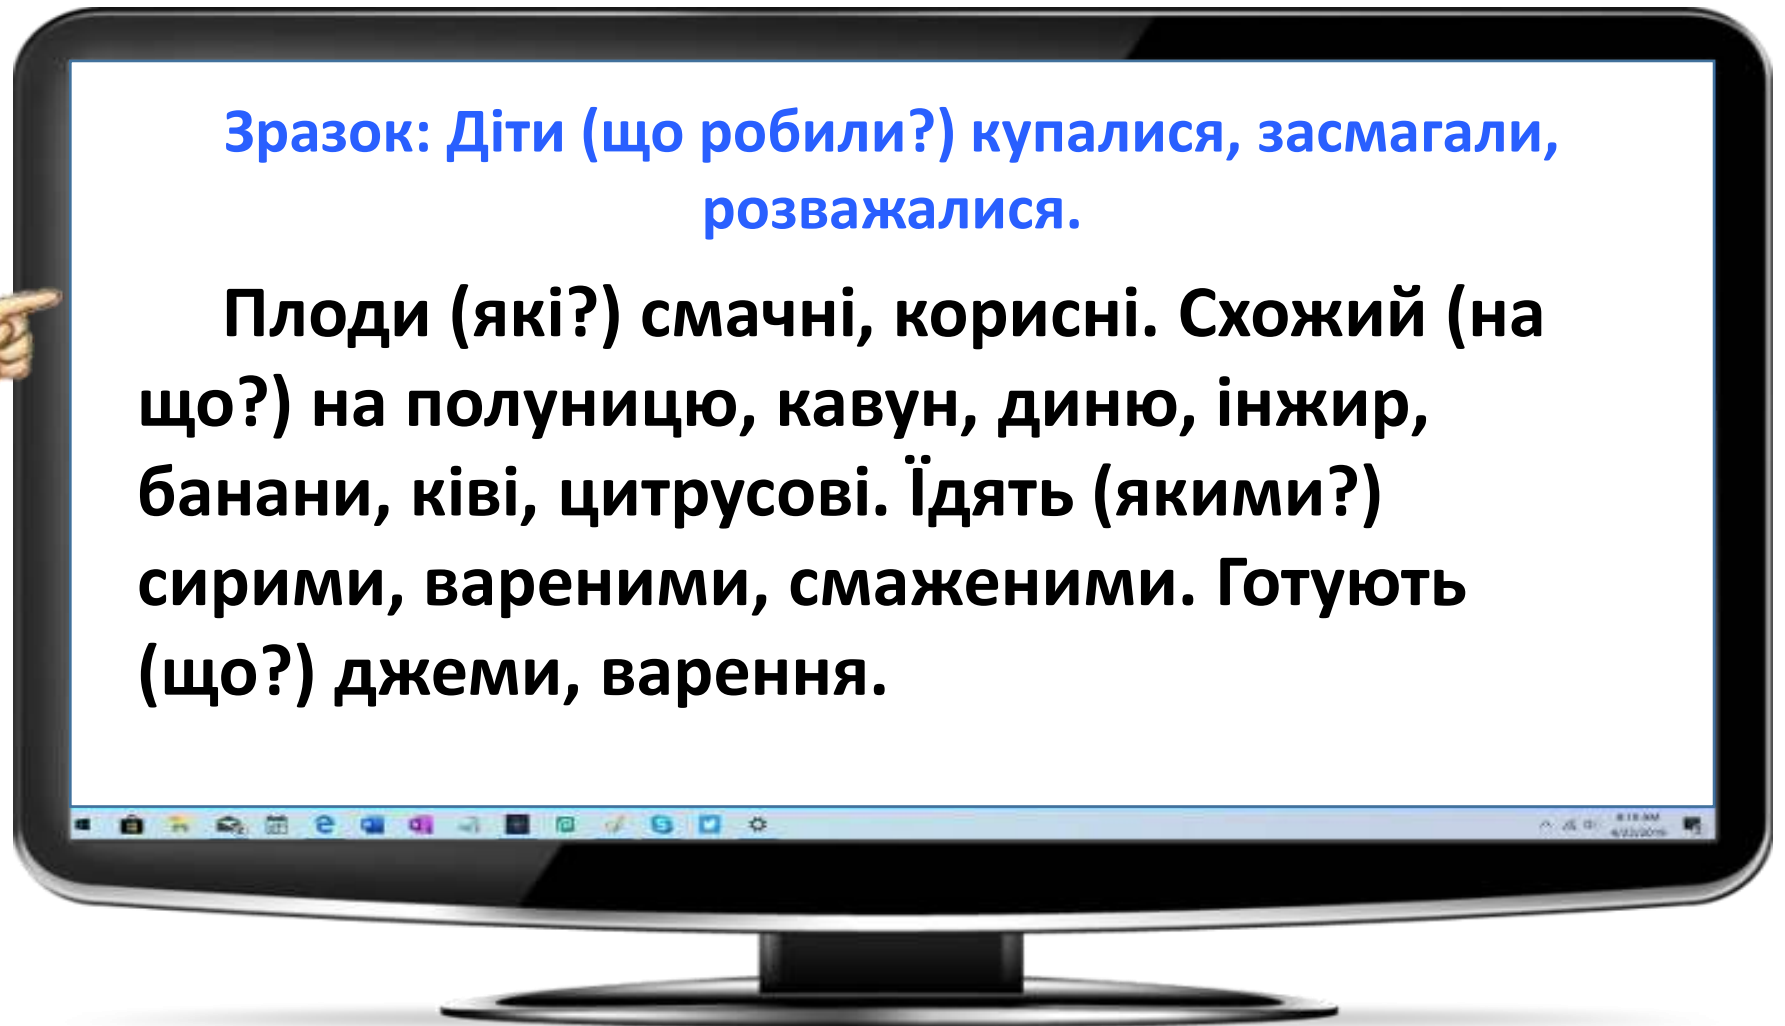 Зразок: Діти (що робили?) купалися, засмагали,
розважалися.
Плоди (які?) смачні, корисні. Схожий (на
що?) на полуницю, кавун, диню, інжир,
банани, ківі, цитрусові. Їдять (якими?)
сирими, вареними, смаженими. Готують
(що?) джеми, варення.